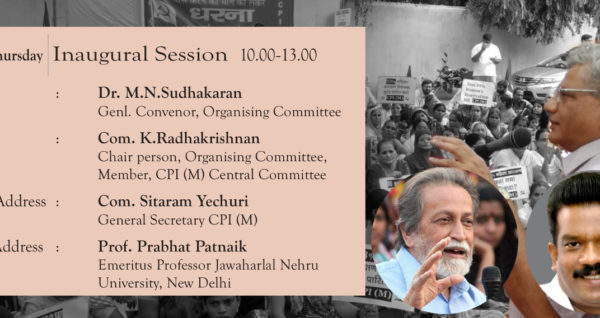 धरना
CPI
hursday Inaugural Session 10.00-13.00
: Dr. M.N.Sudhakaran
Genl. Convenor, Organising Committee
: Com. K.Radhakrishnan
Chair person, Organising Committee,
Member, CPI (M) Central Committee
Address : Com. Sitaram Yechuri
General Secretary CPI (M)
Address : Prof. Prabhat Patnaik
Emeritus Professor Jawaharlal Nehru
University, New Delhi